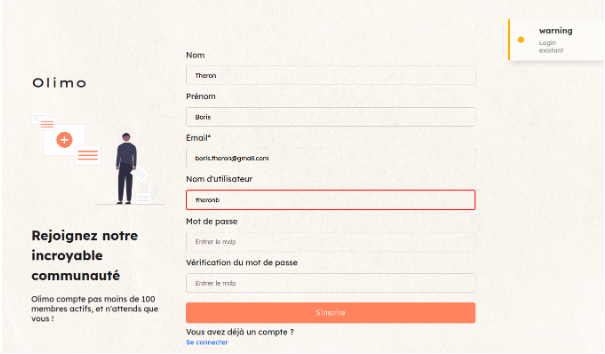 warning
Login
existant
Nom
Theron
Olimo
Prénom
Boris
Email*
boris.theron@gmail.com
Nom d'utilisateur
theronb
Mot de passe
Entrer le mdp
Rejoignez notre
incroyable
communauté
Vérification du mot de passe
Entrer le mdp
Olimo compte pas moins de 100
membres actifs, et n'attends que
vous !
S'inscrire
Vous avez déjà un compte ?
Se connecter